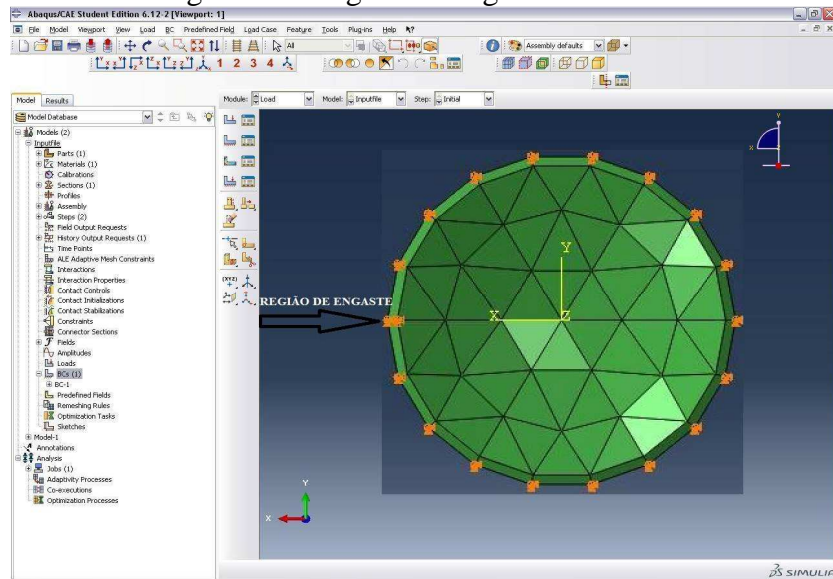 Abaqus/CAE Student Edition 6.12-2 [Viewport: 1]
File Model Viewport View Load BC Predefined Field Load Case Feature Tools Plug-ins Help
All
Assembly defaults
1 2 3 4
Model Results
Module: Load Model: Inputfile Step: Initial
Model Database
Models (2)
Inputfile
Parts (1)
Materials (1)
Calibrations
Sections (1)
Profiles
Assembly
Steps (2)
Field Output Requests
History Output Requests (1)
Time Points
ALE Adaptive Mesh Constraints
Interactions
Interaction Properties
Contact Controls
Contact Initializations
Contact Stabilizations
Constraints
Connector Sections
Fields
Amplitudes
Loads
BCs (1)
BC-1
Predefined Fields
Remeshing Rules
Optimization Tasks
Sketches
Model-1
Annotations
Analysis
Jobs (1)
Adaptivity Processes
Co-executions
Optimization Processes
(XYZ)
REGIÃO DE ENGASTE
Y
X
Z
Y
X
Y
X
SIMULIA